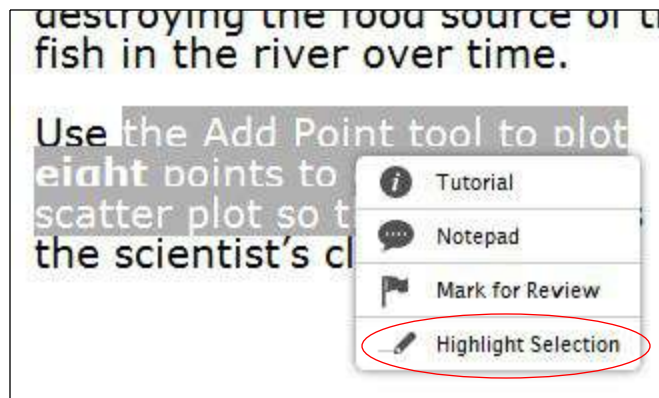 destroying the food source of t
fish in the river over time.
Use the Add Point tool to plot
eight points to
scatter plot so t s
the scientist's cl
Tutorial
Notepad
Mark for Review
Highlight Selection